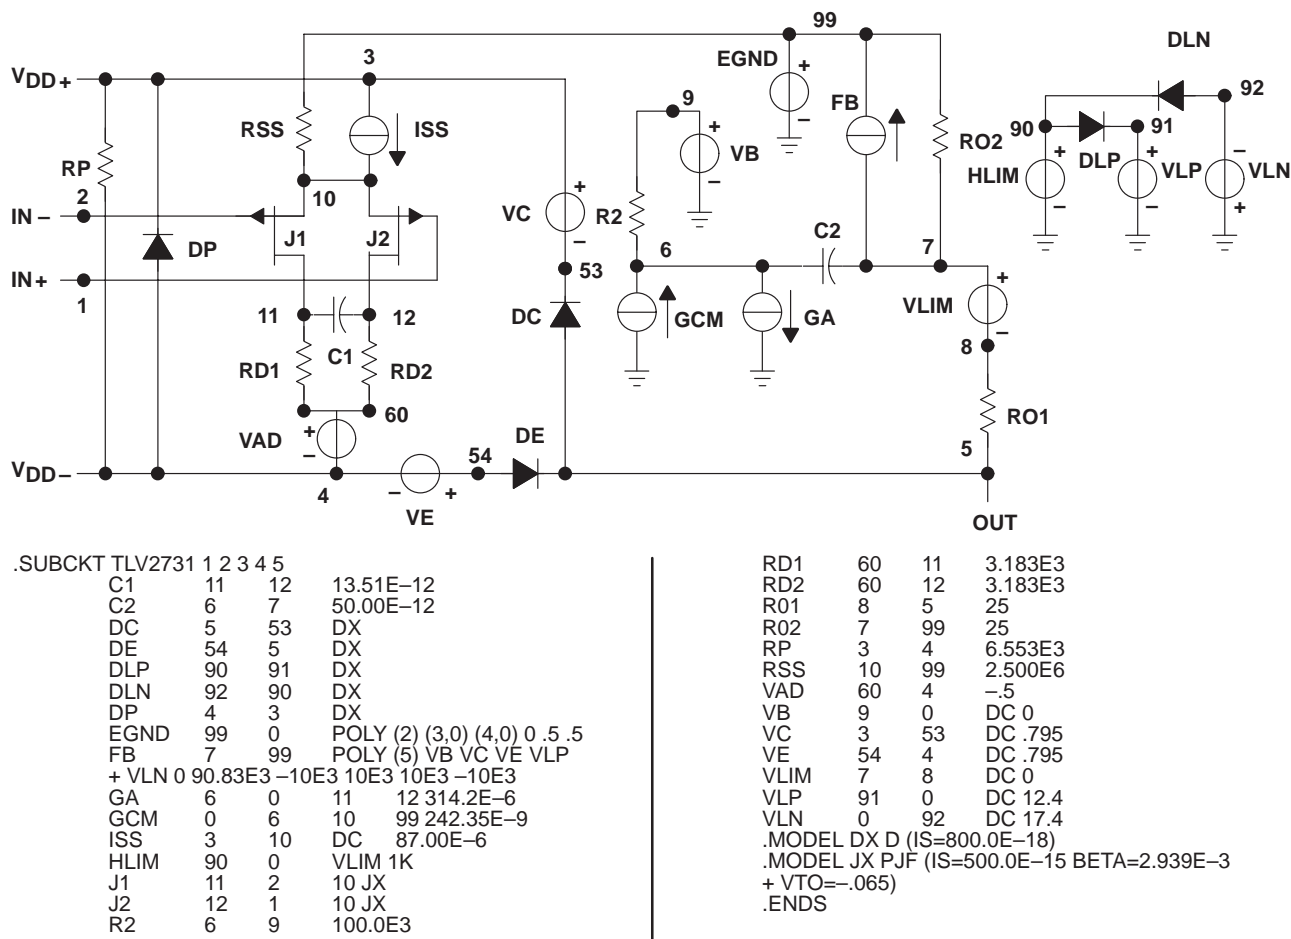 99
DLN
3
EGND
+
–
VDD+
FB
92
9
RSS
ISS
+
–
VB
RO2
90
91
RP
10
DLP
HLIM
+
–
+
–
VLP
–
+
VLN
2
IN–
VC
+
–
R2
C2
J1
J2
DP
6
7
IN+
1
53
GCM
GA
VLIM
+
–
11
12
DC
8
C1
RD1
RD2
60
RO1
VAD
+
–
DE
54
5
VDD–
4
–
+
VE
OUT
.SUBCKT TLV2731 1 2 3 4 5
C1 11 12 13.51E–12
C2 6 7 50.00E–12
DC 5 53 DX
DE 54 5 DX
DLP 90 91 DX
DLN 92 90 DX
DP 4 3 DX
EGND 99 0 POLY (2) (3,0) (4,0) 0 .5 .5
FB 7 99 POLY (5) VB VC VE VLP
+ VLN 0 90.83E3 –10E3 10E3 10E3 –10E3
GA 6 0 11 12 314.2E–6
GCM 0 6 10 99 242.35E–9
ISS 3 10 DC 87.00E–6
HLIM 90 0 VLIM 1K
J1 11 2 10 JX
J2 12 1 10 JX
R2 6 9 100.0E3
RD1 60 11 3.183E3
RD2 60 12 3.183E3
R01 8 5 25
R02 7 99 25
RP 3 4 6.553E3
RSS 10 99 2.500E6
VAD 60 4 –.5
VB 9 0 DC 0
VC 3 53 DC .795
VE 54 4 DC .795
VLIM 7 8 DC 0
VLP 91 0 DC 12.4
VLN 0 92 DC 17.4
.MODEL DX D (IS=800.0E–18)
.MODEL JX PJF (IS=500.0E–15 BETA=2.939E–3
+ VTO=–.065)
.ENDS